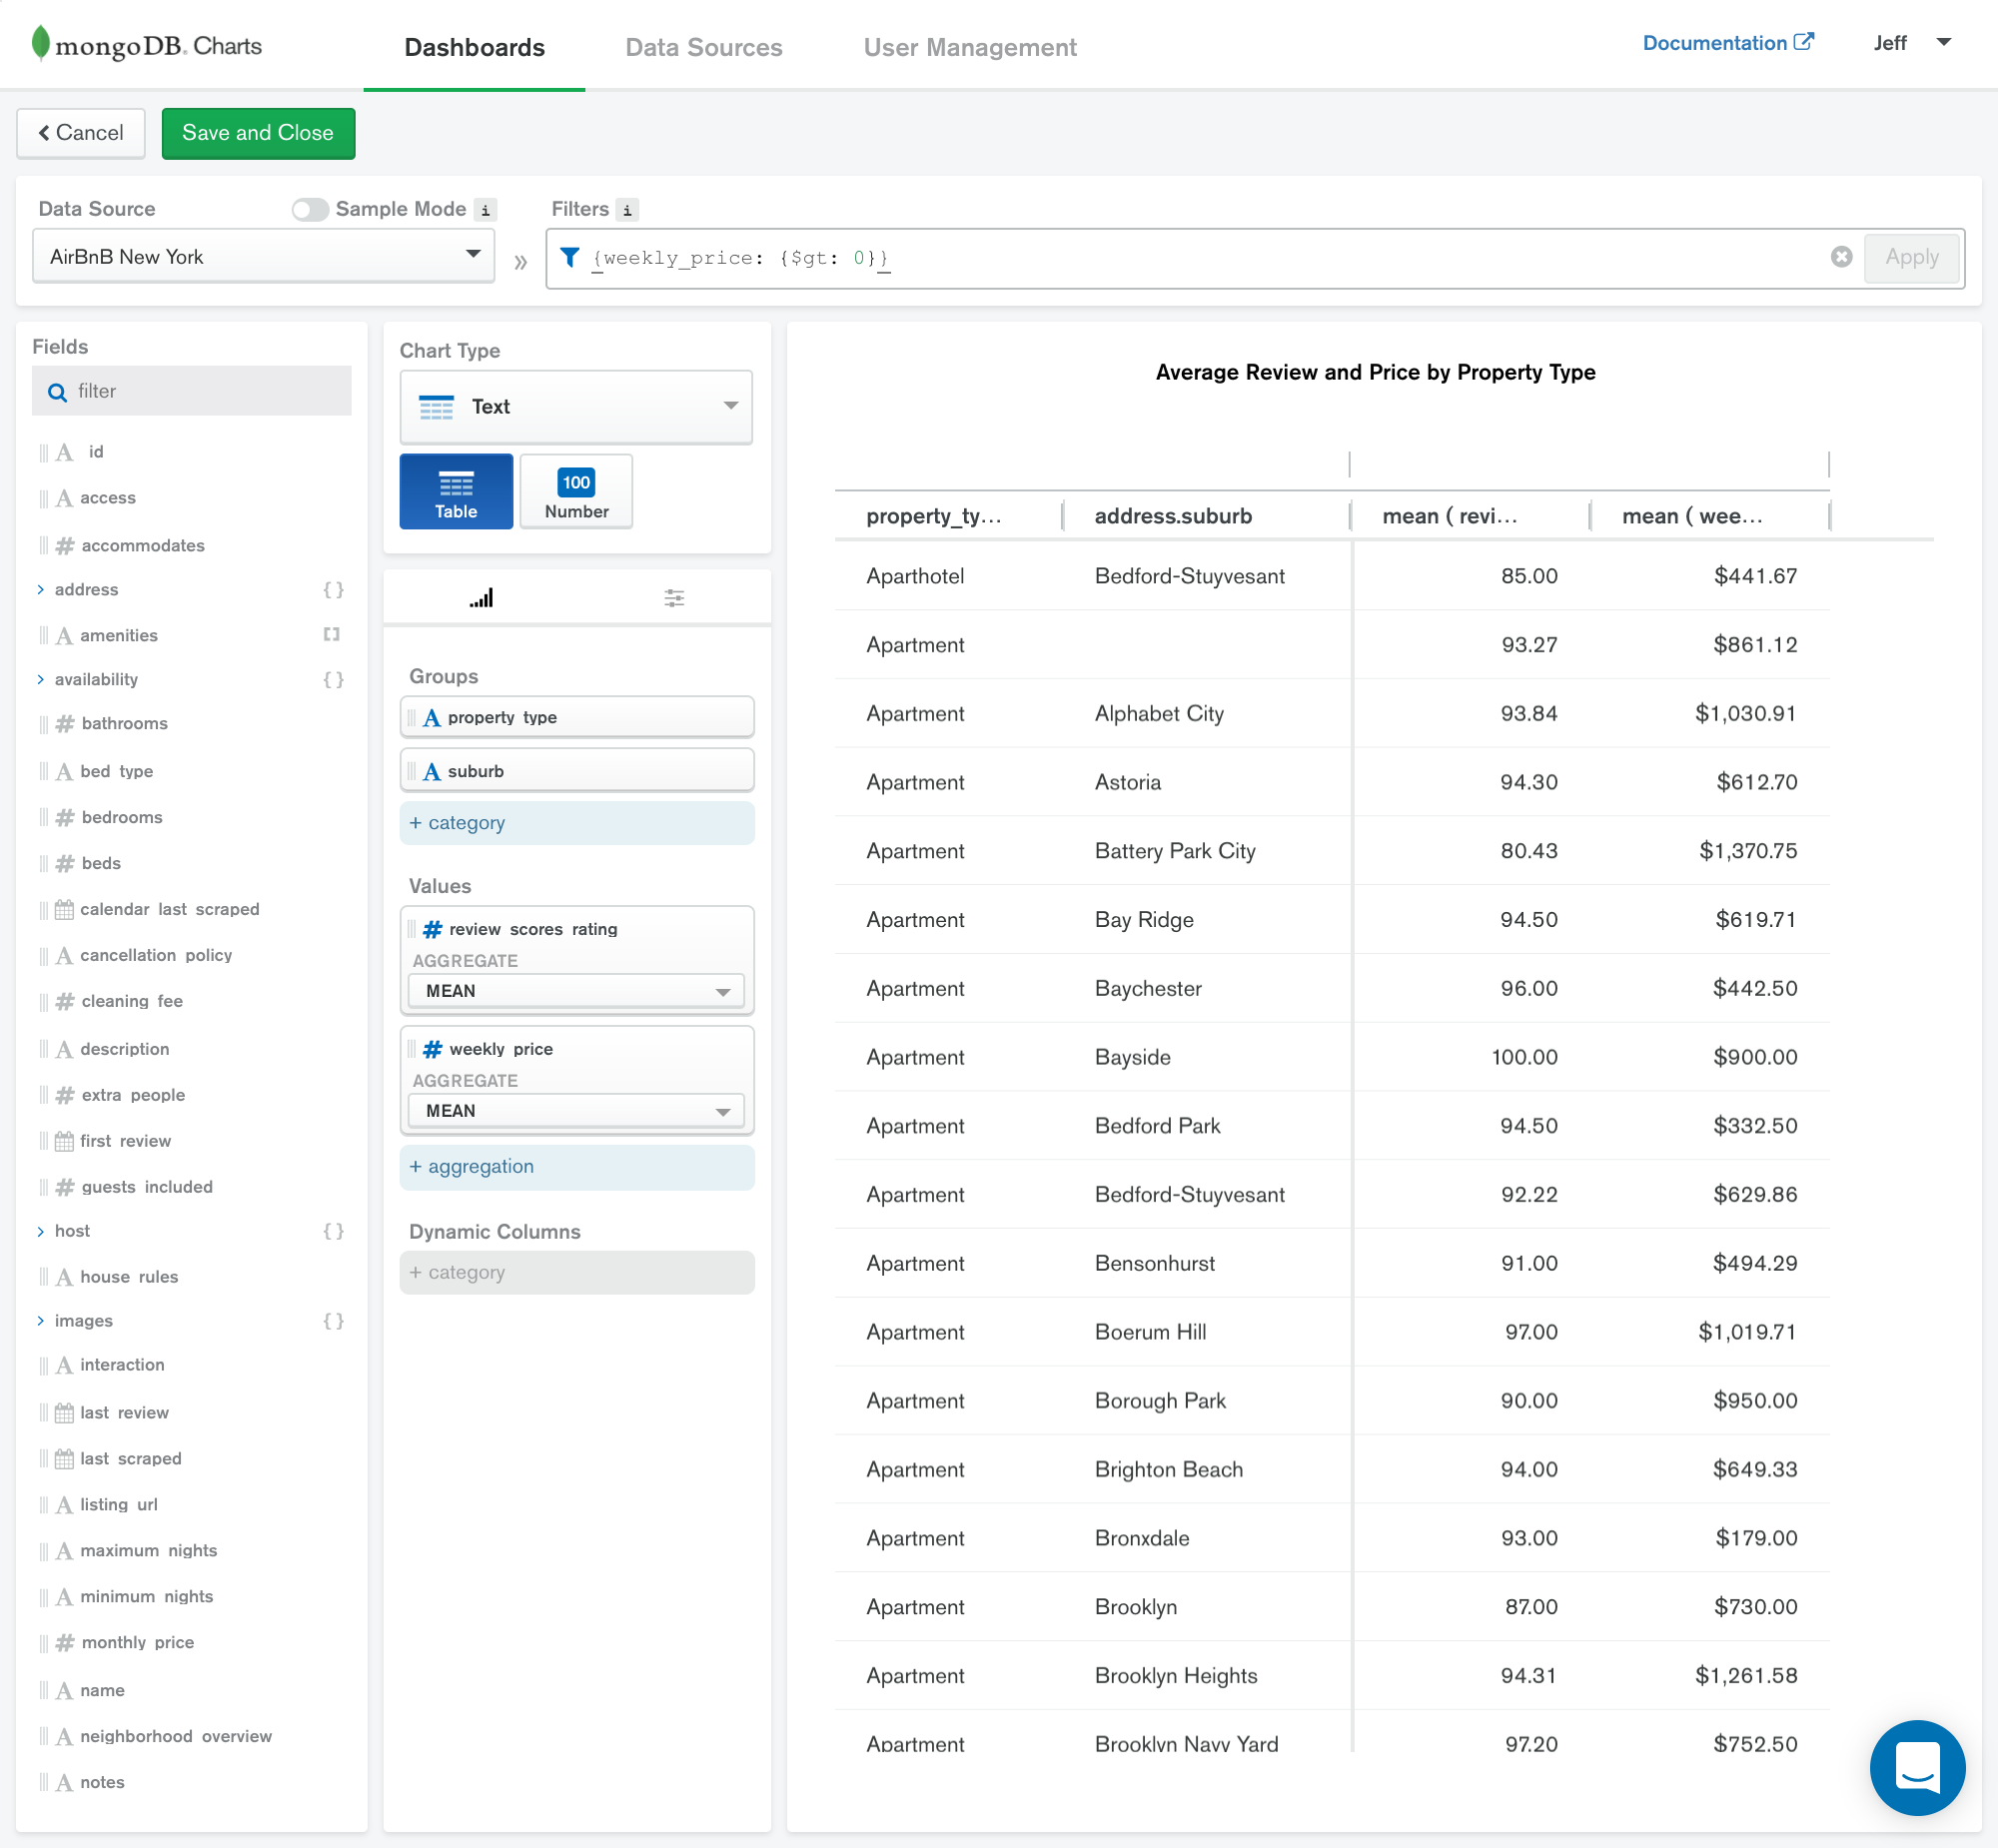 mongoDB. Charts
Dashboards
Data Sources
User Management
Documentation
Jeff
Cancel
Save and Close
Data Source
Sample Mode i
Filters i
AirBnB New York
»
{weekly_price: {$gt: 0}}
Apply
Fields
filter
A id
A access
# accommodates
address { }
A amenities [ ]
availability { }
# bathrooms
A bed type
# bedrooms
# beds
calendar last scraped
A cancellation policy
# cleaning fee
A description
# extra people
first review
# guests included
host { }
A house rules
images { }
A interaction
last review
last scraped
A listing url
A maximum nights
A minimum nights
# monthly price
A name
A neighborhood overview
A notes
Chart Type
Text
Table
100
Number
Groups
A property type
A suburb
+ category
Values
# review scores rating
AGGREGATE
MEAN
# weekly price
AGGREGATE
MEAN
+ aggregation
Dynamic Columns
+ category
Average Review and Price by Property Type
property_ty... address.suburb mean ( revi... mean ( wee...
Aparthotel Bedford-Stuyvesant 85.00 $441.67
Apartment 93.27 $861.12
Apartment Alphabet City 93.84 $1,030.91
Apartment Astoria 94.30 $612.70
Apartment Battery Park City 80.43 $1,370.75
Apartment Bay Ridge 94.50 $619.71
Apartment Baychester 96.00 $442.50
Apartment Bayside 100.00 $900.00
Apartment Bedford Park 94.50 $332.50
Apartment Bedford-Stuyvesant 92.22 $629.86
Apartment Bensonhurst 91.00 $494.29
Apartment Boerum Hill 97.00 $1,019.71
Apartment Borough Park 90.00 $950.00
Apartment Brighton Beach 94.00 $649.33
Apartment Bronxdale 93.00 $179.00
Apartment Brooklyn 87.00 $730.00
Apartment Brooklyn Heights 94.31 $1,261.58
Apartment Brooklyn Navy Yard 97.20 $752.50